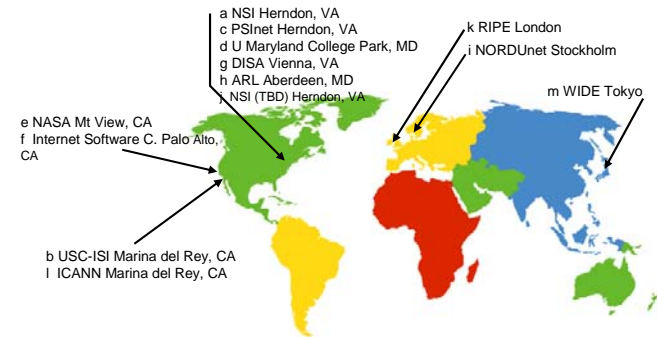 a NSI Herndon, VA
c PSInet Herndon, VA
d U Maryland College Park, MD
g DISA Vienna, VA
h ARL Aberdeen, MD
j NSI (TBD) Herndon, VA
k RIPE London
i NORDUnet Stockholm
m WIDE Tokyo
e NASA Mt View, CA
f Internet Software C. Palo Alto,
CA
b USC-ISI Marina del Rey, CA
l ICANN Marina del Rey, CA